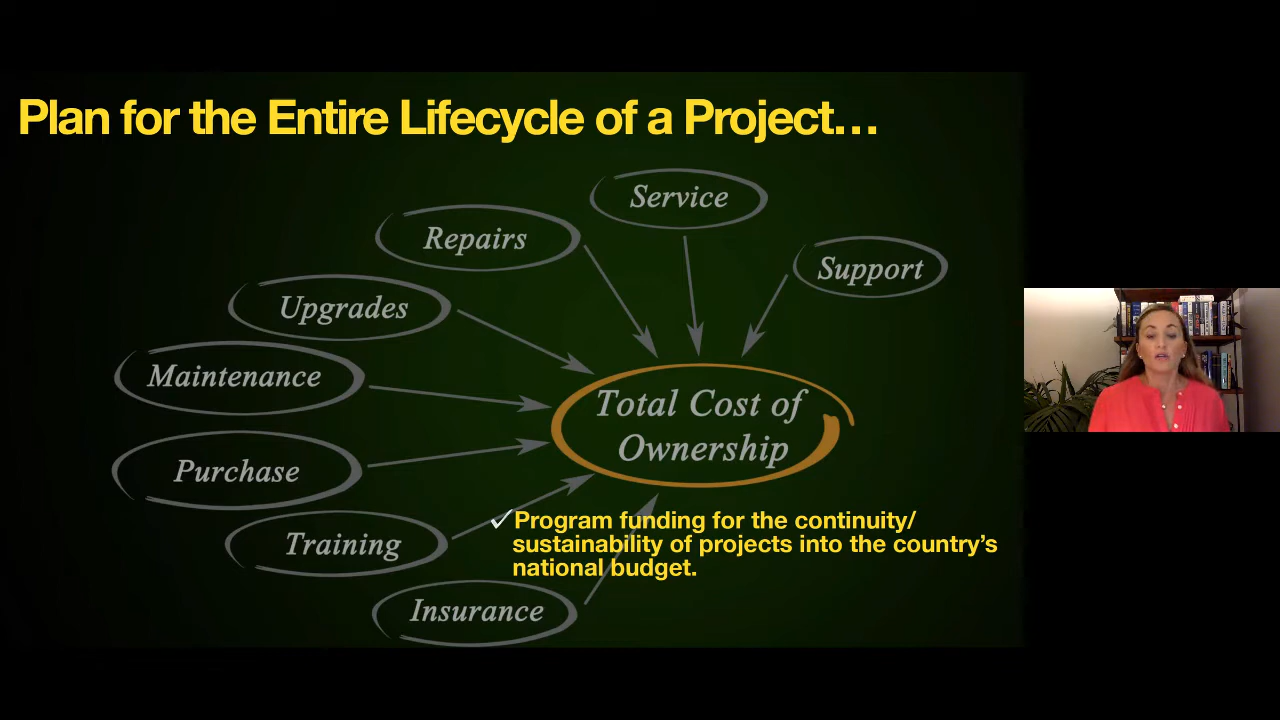 Plan for the Entire Lifecycle of a Project…
Service
Repairs
Support
Upgrades
Maintenance
Total Cost of
Ownership
Purchase
✓Program funding for the continuity/
sustainability of projects into the country’s
national budget.
Training
Insurance